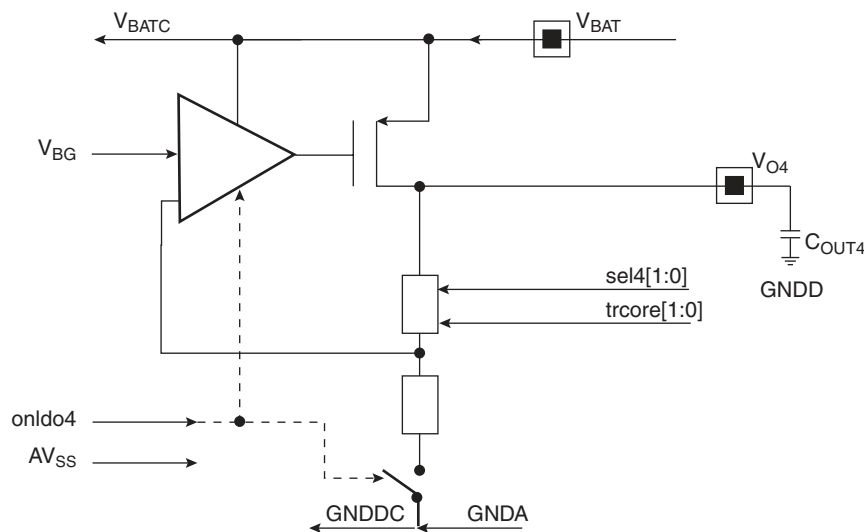 VBATC
VBAT
VBG
VO4
COUT4
sel4[1:0]
GNDD
trcore[1:0]
onldo4
AVSS
GNDDC
GNDA